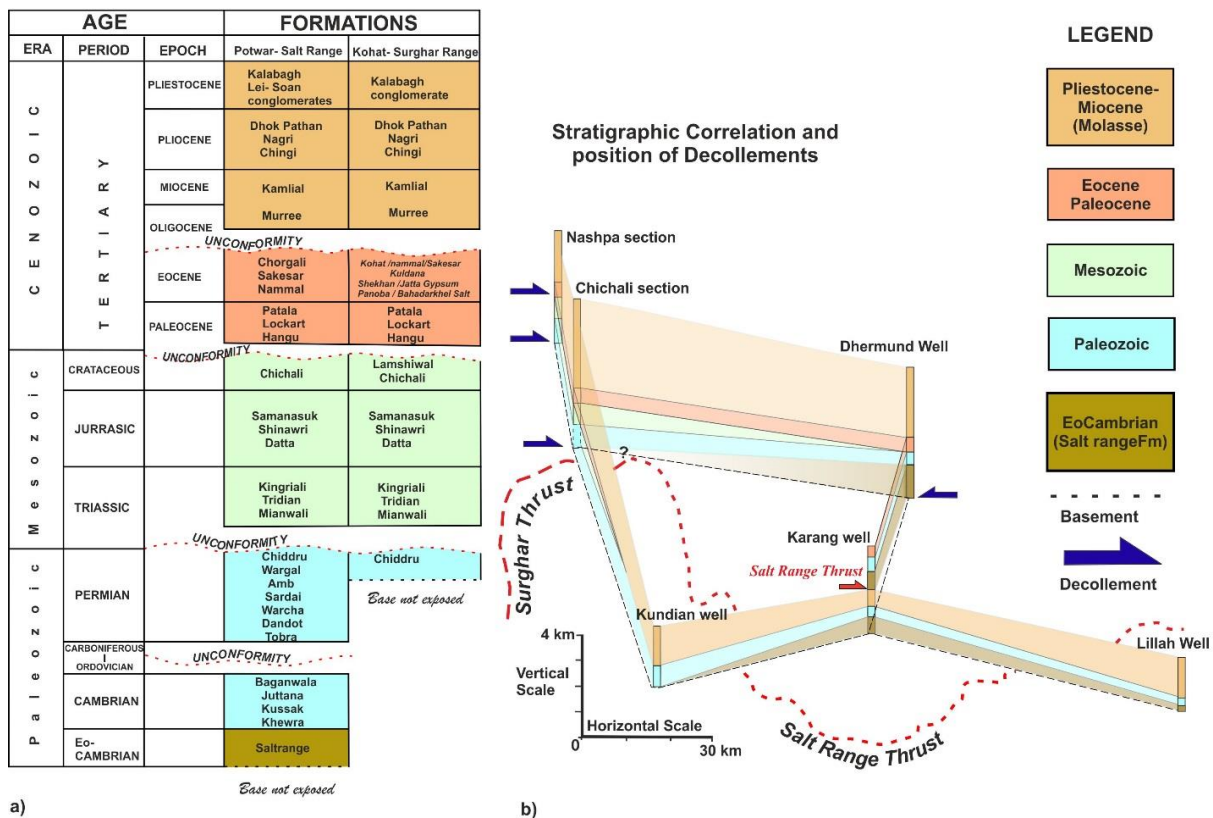 AGE
FORMATIONS
ERA
PERIOD
EPOCH
Potwar- Salt Range
Kohat- Surghar Range
CENOZOIC
TERTIARY
PLIESTOCENE
Kalabagh
Lei- Soan
conglomerates
Kalabagh
conglomerate
PLIOCENE
Dhok Pathan
Nagri
Chingi
Dhok Pathan
Nagri
Chingi
MIOCENE
Kamlial
Kamlial
OLIGOCENE
Murree
Murree
UNCONFORMITY
EOCENE
Chorgali
Sakesar
Nammal
Kohat /nammal/Sakesar
Kuldana
Shekhan /Jatta Gypsum
Panoba / Bahadarkhel Salt
PALEOCENE
Patala
Lockart
Hangu
Patala
Lockart
Hangu
UNCONFORMITY
Mesozoic
CRATACEOUS
Chichali
Lamshiwal
Chichali
JURRASIC
Samanasuk
Shinawri
Datta
Samanasuk
Shinawri
Datta
TRIASSIC
Kingriali
Tridian
Mianwali
Kingriali
Tridian
Mianwali
UNCONFORMITY
Paleozoic
PERMIAN
Chiddru
Wargal
Amb
Sardai
Warcha
Dandot
Tobra
Chiddru
Base not exposed
CARBONIFEROUS
I
ORDOVICIAN
UNCONFORMITY
CAMBRIAN
Baganwala
Juttana
Kussak
Khewra
Eo-
CAMBRIAN
Saltrange
Base not exposed
a)
Stratigraphic Correlation and
position of Decollements
Nashpa section
Chichali section
Dhermund Well
?
Surghar Thrust
Karang well
Salt Range Thrust
Kundian well
Lillah Well
4 km
Vertical
Scale
Horizontal Scale
0
30 km
Salt Range Thrust
b)
LEGEND
Pliestocene-
Miocene
(Molasse)
Eocene
Paleocene
Mesozoic
Paleozoic
EoCambrian
(Salt rangeFm)
Basement
Decollement